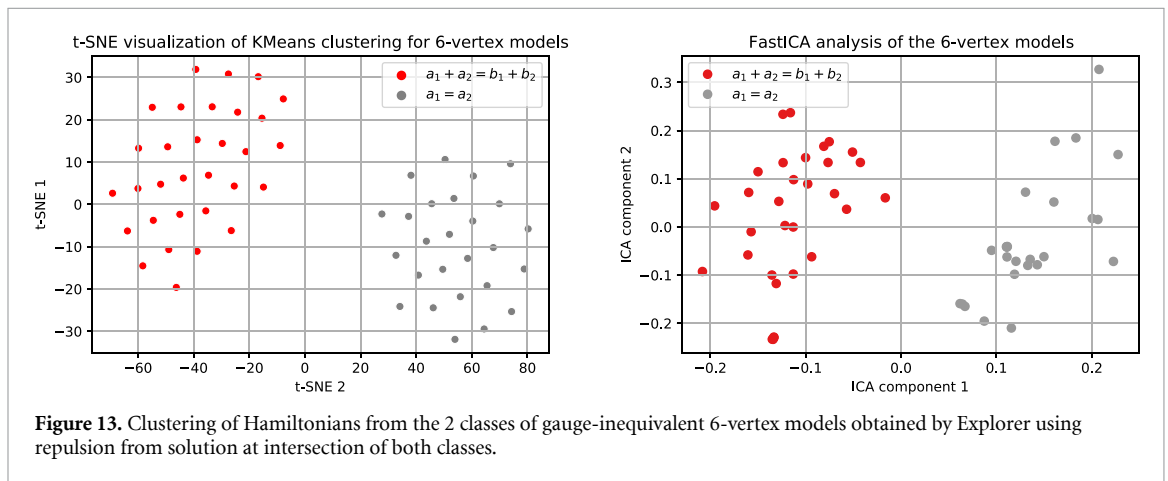 t-SNE visualization of KMeans clustering for 6-vertex models
a₁ + a₂ = b₁ + b₂
a₁ = a₂
30
20
10
0
−10
−20
−30
t-SNE 1
−60
−40
−20
0
20
40
60
80
t-SNE 2
FastICA analysis of the 6-vertex models
a₁ + a₂ = b₁ + b₂
a₁ = a₂
0.3
0.2
0.1
0.0
−0.1
−0.2
ICA component 2
−0.2
−0.1
0.0
0.1
0.2
ICA component 1
Figure 13. Clustering of Hamiltonians from the 2 classes of gauge-inequivalent 6-vertex models obtained by Explorer using
repulsion from solution at intersection of both classes.